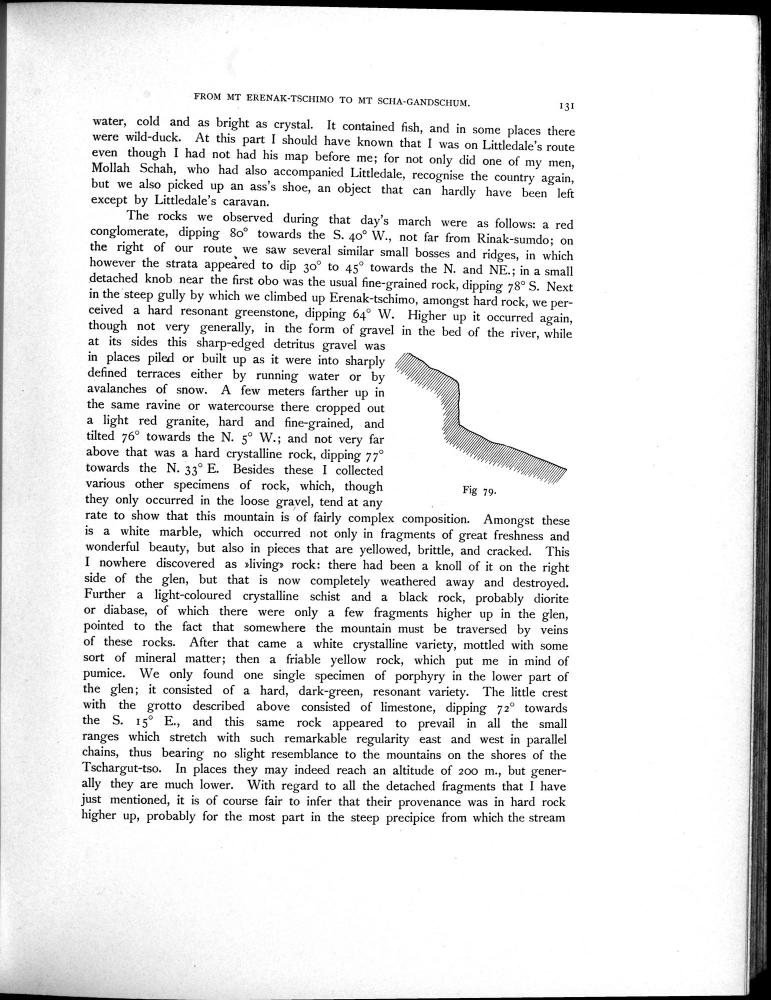 FROM MT ERENAK-TSCHIMO TO MT SCHA-GANDSCHUM. 131
water, cold and as bright as crystal. It contained fish, and in some places there
were wild-duck. At this part I should have known that I was on Littledale's route
even though I had not had his map before me; for not only did one of my men,
Mollah Schah, who had also accompanied Littledale, recognise the country again,
but we also picked up an ass's shoe, an object that can hardly have been left
except by Littledale's caravan.
The rocks we observed during that day's march were as follows: a red
conglomerate, dipping 80° towards the S. 40° W., not far from Rinak-sumdo; on
the right of our route we saw several similar small bosses and ridges, in which
however the strata appeared to dip 30° to 45° towards the N. and NE.; in a small
detached knob near the first obo was the usual fine-grained rock, dipping 78° S. Next
in the steep gully by which we climbed up Erenak-tschimo, amongst hard rock, we per-
ceived a hard resonant greenstone, dipping 64° W. Higher up it occurred again,
though not very generally, in the form of gravel in the bed of the river, while
at its sides this sharp-edged detritus gravel was
in places piled or built up as it were into sharply
defined terraces either by running water or by
avalanches of snow. A few meters farther up in
the same ravine or watercourse there cropped out
a light red granite, hard and fine-grained, and
tilted 76° towards the N. 5° W.; and not very far
above that was a hard crystalline rock, dipping 77°
towards the N. 33° E. Besides these I collected
various other specimens of rock, which, though
they only occurred in the loose gravel, tend at any
Fig 79.
rate to show that this mountain is of fairly complex composition. Amongst these
is a white marble, which occurred not only in fragments of great freshness and
wonderful beauty, but also in pieces that are yellowed, brittle, and cracked. This
I nowhere discovered as »living» rock: there had been a knoll of it on the right
side of the glen, but that is now completely weathered away and destroyed.
Further a light-coloured crystalline schist and a black rock, probably diorite
or diabase, of which there were only a few fragments higher up in the glen,
pointed to the fact that somewhere the mountain must be traversed by veins
of these rocks. After that came a white crystalline variety, mottled with some
sort of mineral matter; then a friable yellow rock, which put me in mind of
pumice. We only found one single specimen of porphyry in the lower part of
the glen; it consisted of a hard, dark-green, resonant variety. The little crest
with the grotto described above consisted of limestone, dipping 72° towards
the S. 15° E., and this same rock appeared to prevail in all the small
ranges which stretch with such remarkable regularity east and west in parallel
chains, thus bearing no slight resemblance to the mountains on the shores of the
Tschargut-tso. In places they may indeed reach an altitude of 200 m., but gener-
ally they are much lower. With regard to all the detached fragments that I have
just mentioned, it is of course fair to infer that their provenance was in hard rock
higher up, probably for the most part in the steep precipice from which the stream